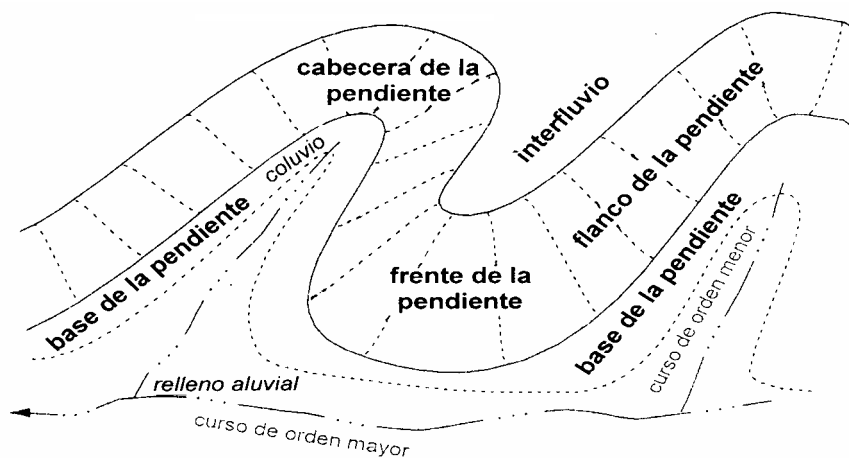 cabecera de la
pendiente
interfluvio
flanco de la pendiente
coluvio
base de la pendiente
frente de la
pendiente
base de la pendiente
curso de orden menor
relleno aluvial
curso de orden mayor